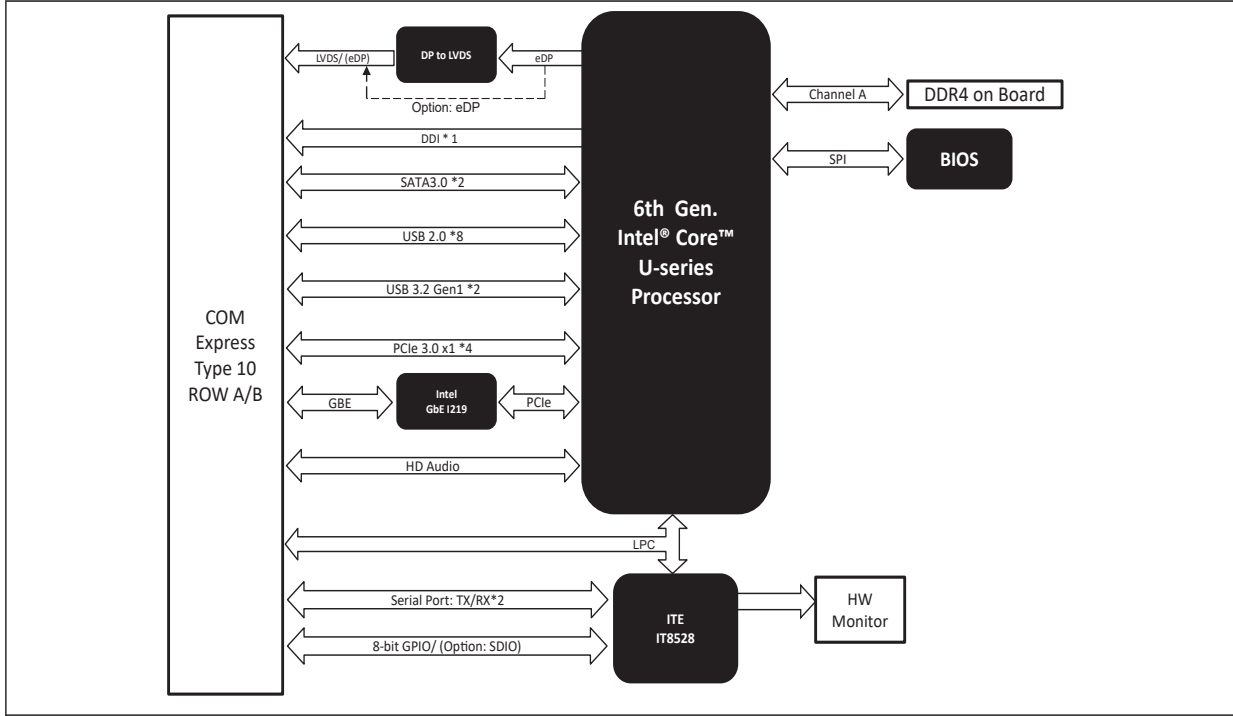 LVDS/ (eDP)
DP to LVDS
eDP
Option: eDP
DDI * 1
SATA3.0 *2
USB 2.0 *8
USB 3.2 Gen1 *2
PCIe 3.0 x1 *4
GBE
Intel
GbE I219
PCIe
HD Audio
LPC
Serial Port: TX/RX*2
8-bit GPIO/ (Option: SDIO)
COM
Express
Type 10
ROW A/B
6th Gen.
Intel® Core™
U-series
Processor
Channel A
DDR4 on Board
SPI
BIOS
ITE
IT8528
HW
Monitor